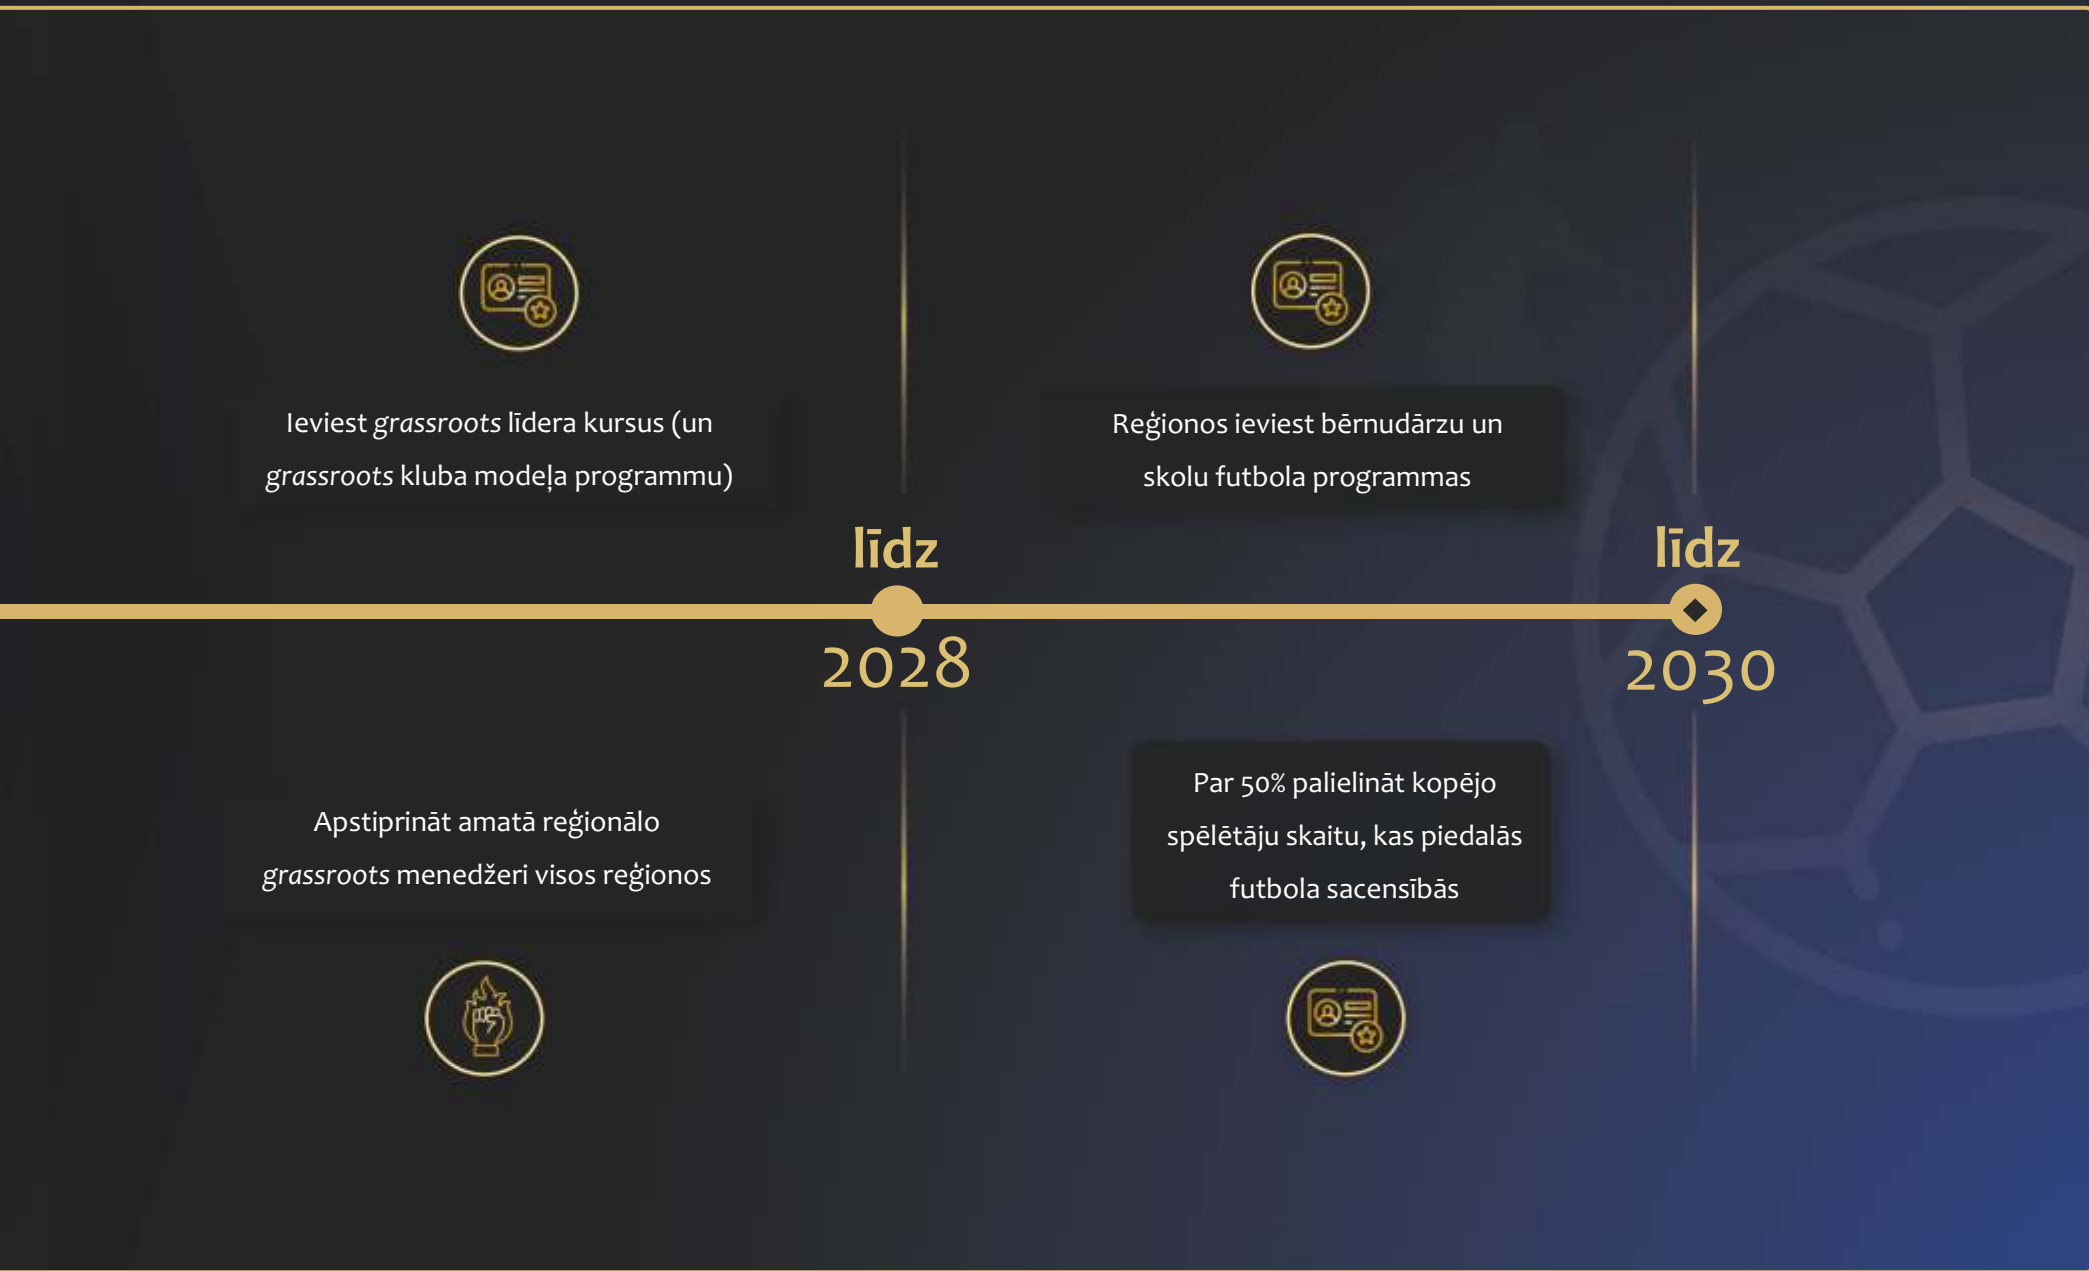 Ieviest grassroots līdera kursus (un
grassroots kluba modeļa programmu)
Reģionos ieviest bērnudārzu un
skolu futbola programmas
līdz
2028
līdz
2030
Apstiprināt amatā reģionālo
grassroots menedžeri visos reģionos
Par 50% palielināt kopējo
spēlētāju skaitu, kas piedalās
futbola sacensībās